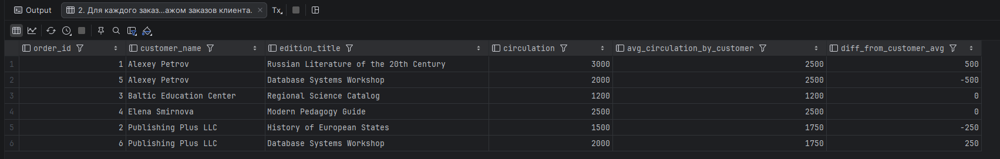 Output 2. Для каждого заказ...ажом заказов клиента. Tx
order_id customer_name edition_title circulation avg_circulation_by_customer diff_from_customer_avg
1 1 Alexey Petrov Russian Literature of the 20th Century 3000 2500 500
2 5 Alexey Petrov Database Systems Workshop 2000 2500 -500
3 3 Baltic Education Center Regional Science Catalog 1200 1200 0
4 4 Elena Smirnova Modern Pedagogy Guide 2500 2500 0
5 2 Publishing Plus LLC History of European States 1500 1750 -250
6 6 Publishing Plus LLC Database Systems Workshop 2000 1750 250